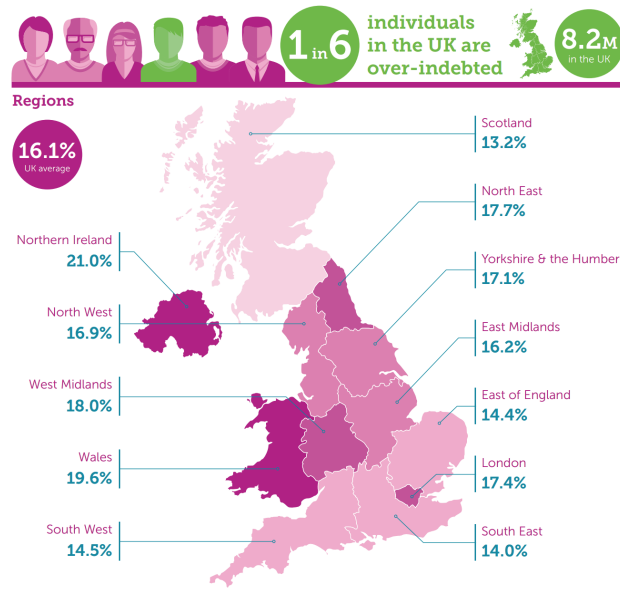 1 in 6
individuals
in the UK are
over-indebted
8.2M
in the UK
Regions
16.1%
UK average
Scotland
13.2%
North East
17.7%
Northern Ireland
21.0%
Yorkshire & the Humber
17.1%
North West
16.9%
East Midlands
16.2%
West Midlands
18.0%
East of England
14.4%
Wales
19.6%
London
17.4%
South West
14.5%
South East
14.0%